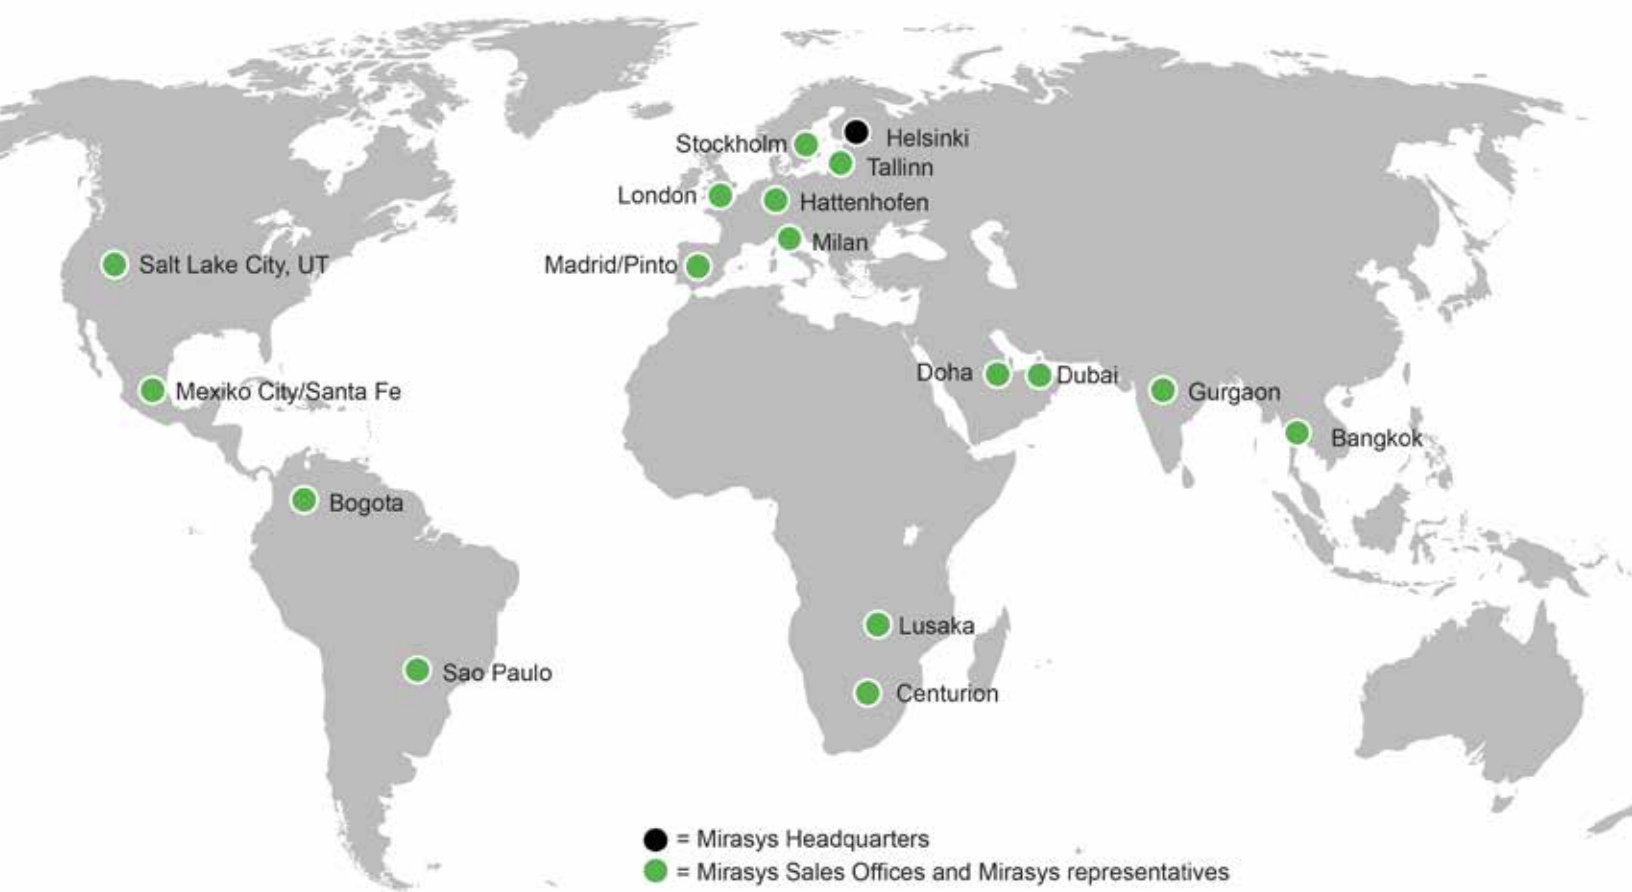 Helsinki
Stockholm
Tallinn
London
Hattenhofen
Milan
Salt Lake City, UT
Madrid/Pinto
Doha
Dubai
Mexiko City/Santa Fe
Gurgaon
Bangkok
Bogota
Lusaka
Sao Paulo
Centurion
= Mirasys Headquarters
= Mirasys Sales Offices and Mirasys representatives